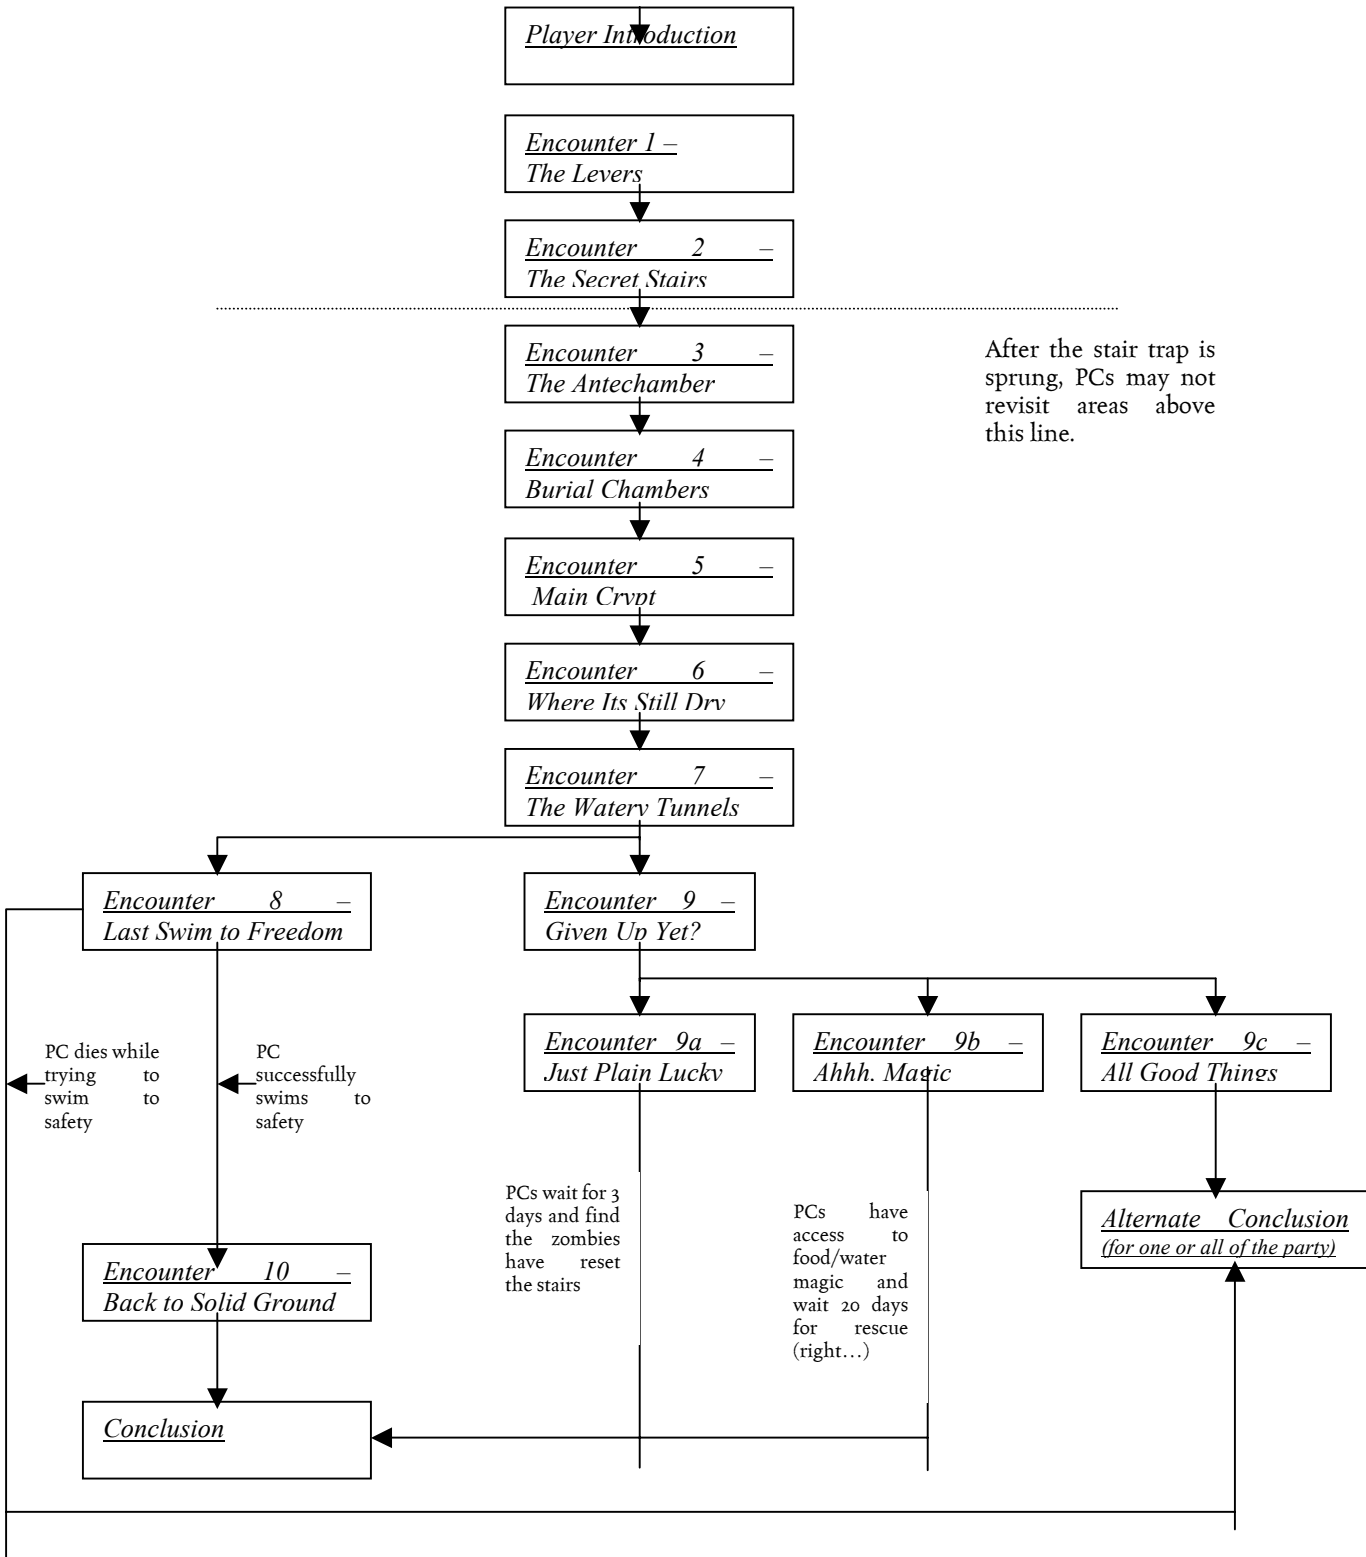 Player Introduction
Encounter 1 –
The Levers
Encounter 2 –
The Secret Stairs
Encounter 3 –
The Antechamber
After the stair trap is
sprung, PCs may not
revisit areas above
this line.
Encounter 4 –
Burial Chambers
Encounter 5 –
Main Crypt
Encounter 6 –
Where Its Still Dry
Encounter 7 –
The Watery Tunnels
Encounter 8 –
Last Swim to Freedom
Encounter 9 –
Given Up Yet?
Encounter 9a –
Just Plain Lucky
Encounter 9b –
Ahhh. Magic
Encounter 9c –
All Good Things
PC dies while
trying to
swim to
safety
PC
successfully
swims to
safety
PCs wait for 3
days and find
the zombies
have reset
the stairs
PCs have
access to
food/water
magic and
wait 20 days
for rescue
(right…)
Alternate Conclusion
(for one or all of the party)
Encounter 10 –
Back to Solid Ground
Conclusion